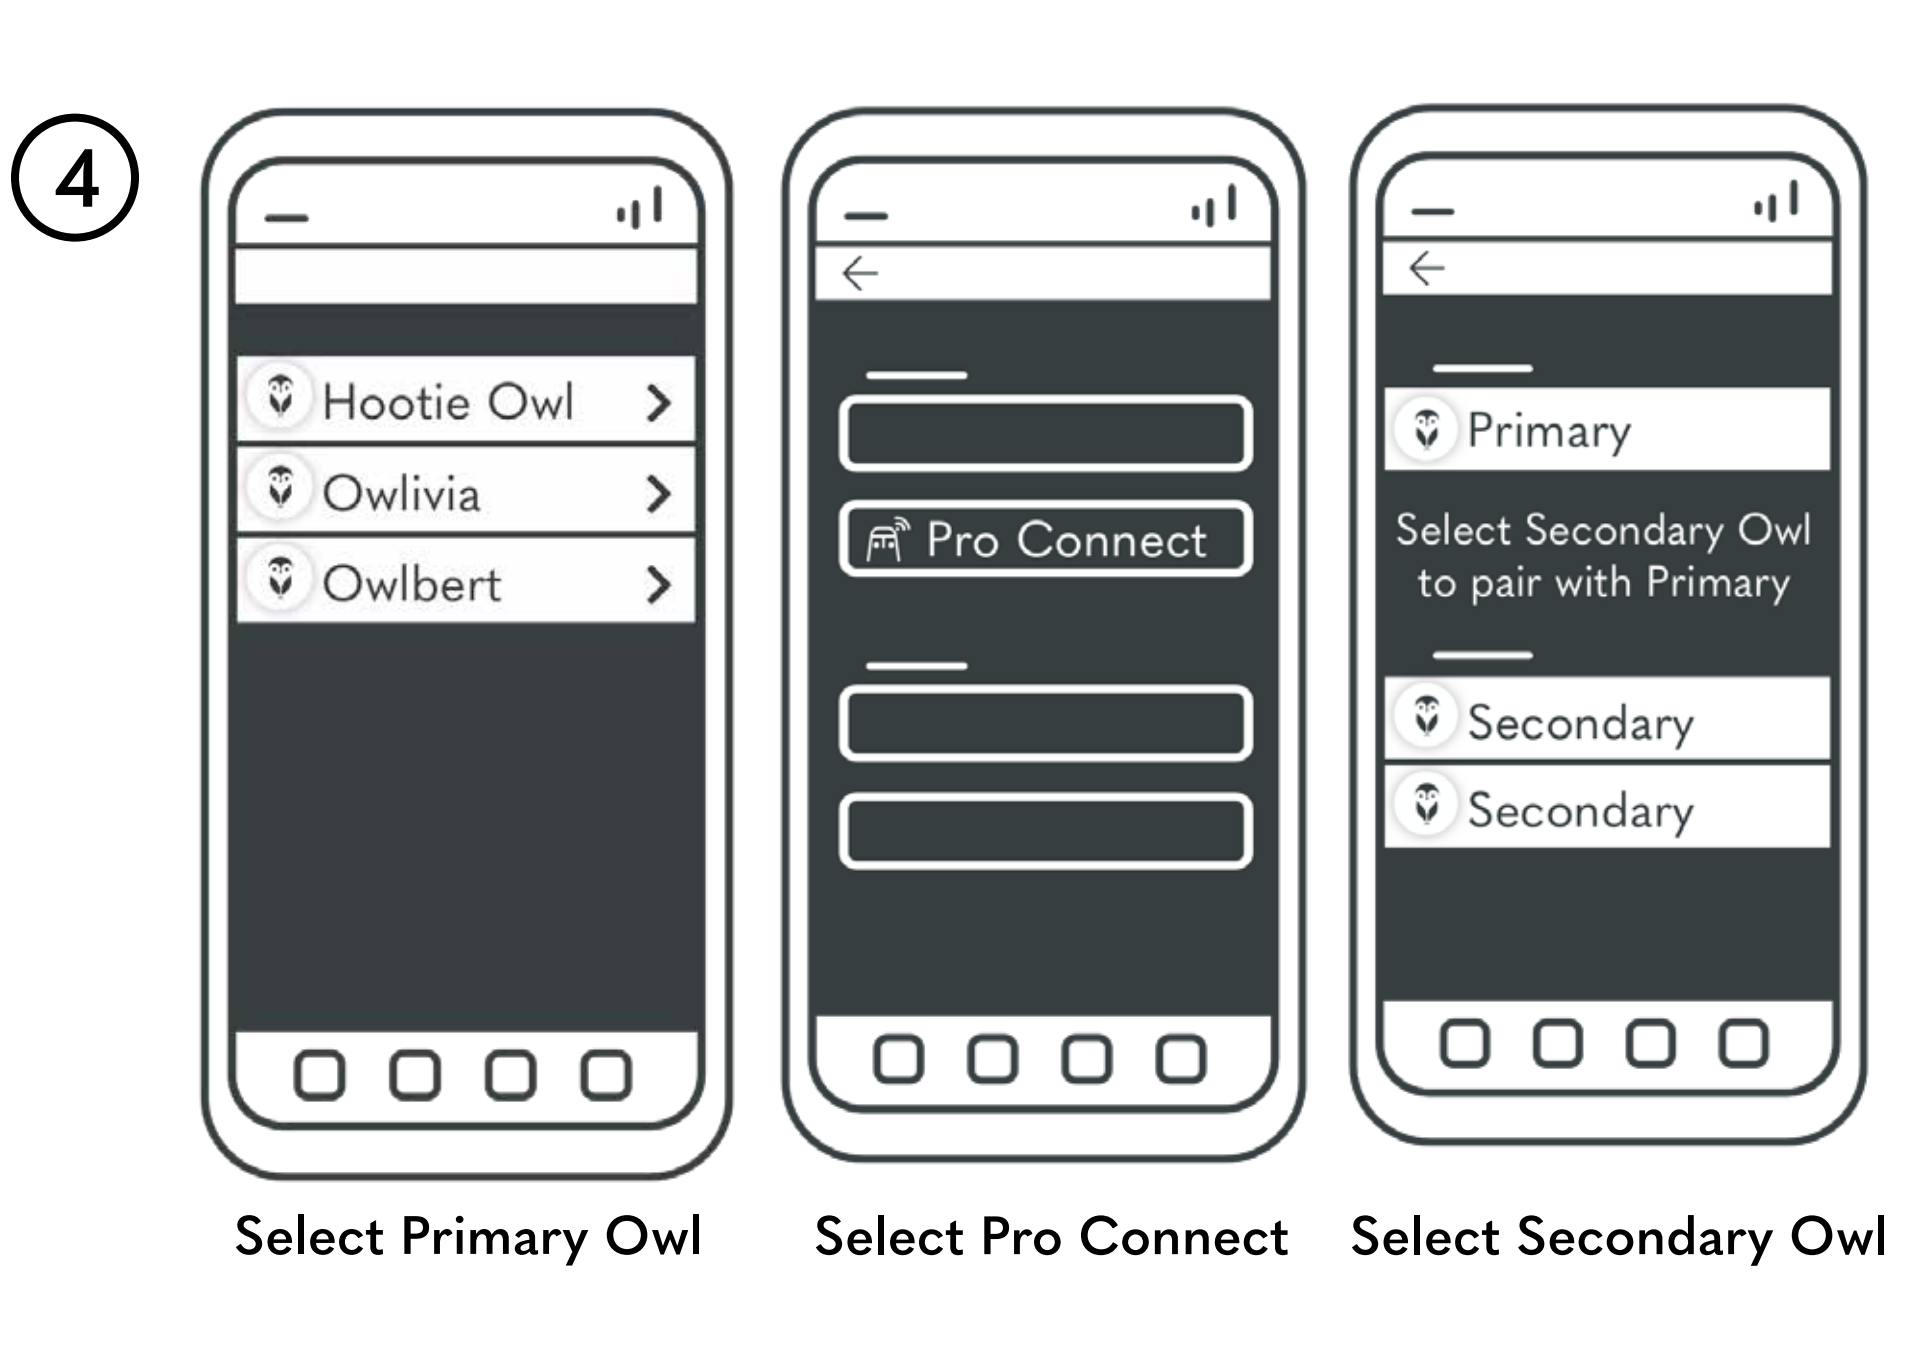 4
Hootie Owl
Owlivia
Owlbert
Select Primary Owl
Pro Connect
Select Pro Connect
Primary
Select Secondary Owl
to pair with Primary
Secondary
Secondary
Select Secondary Owl